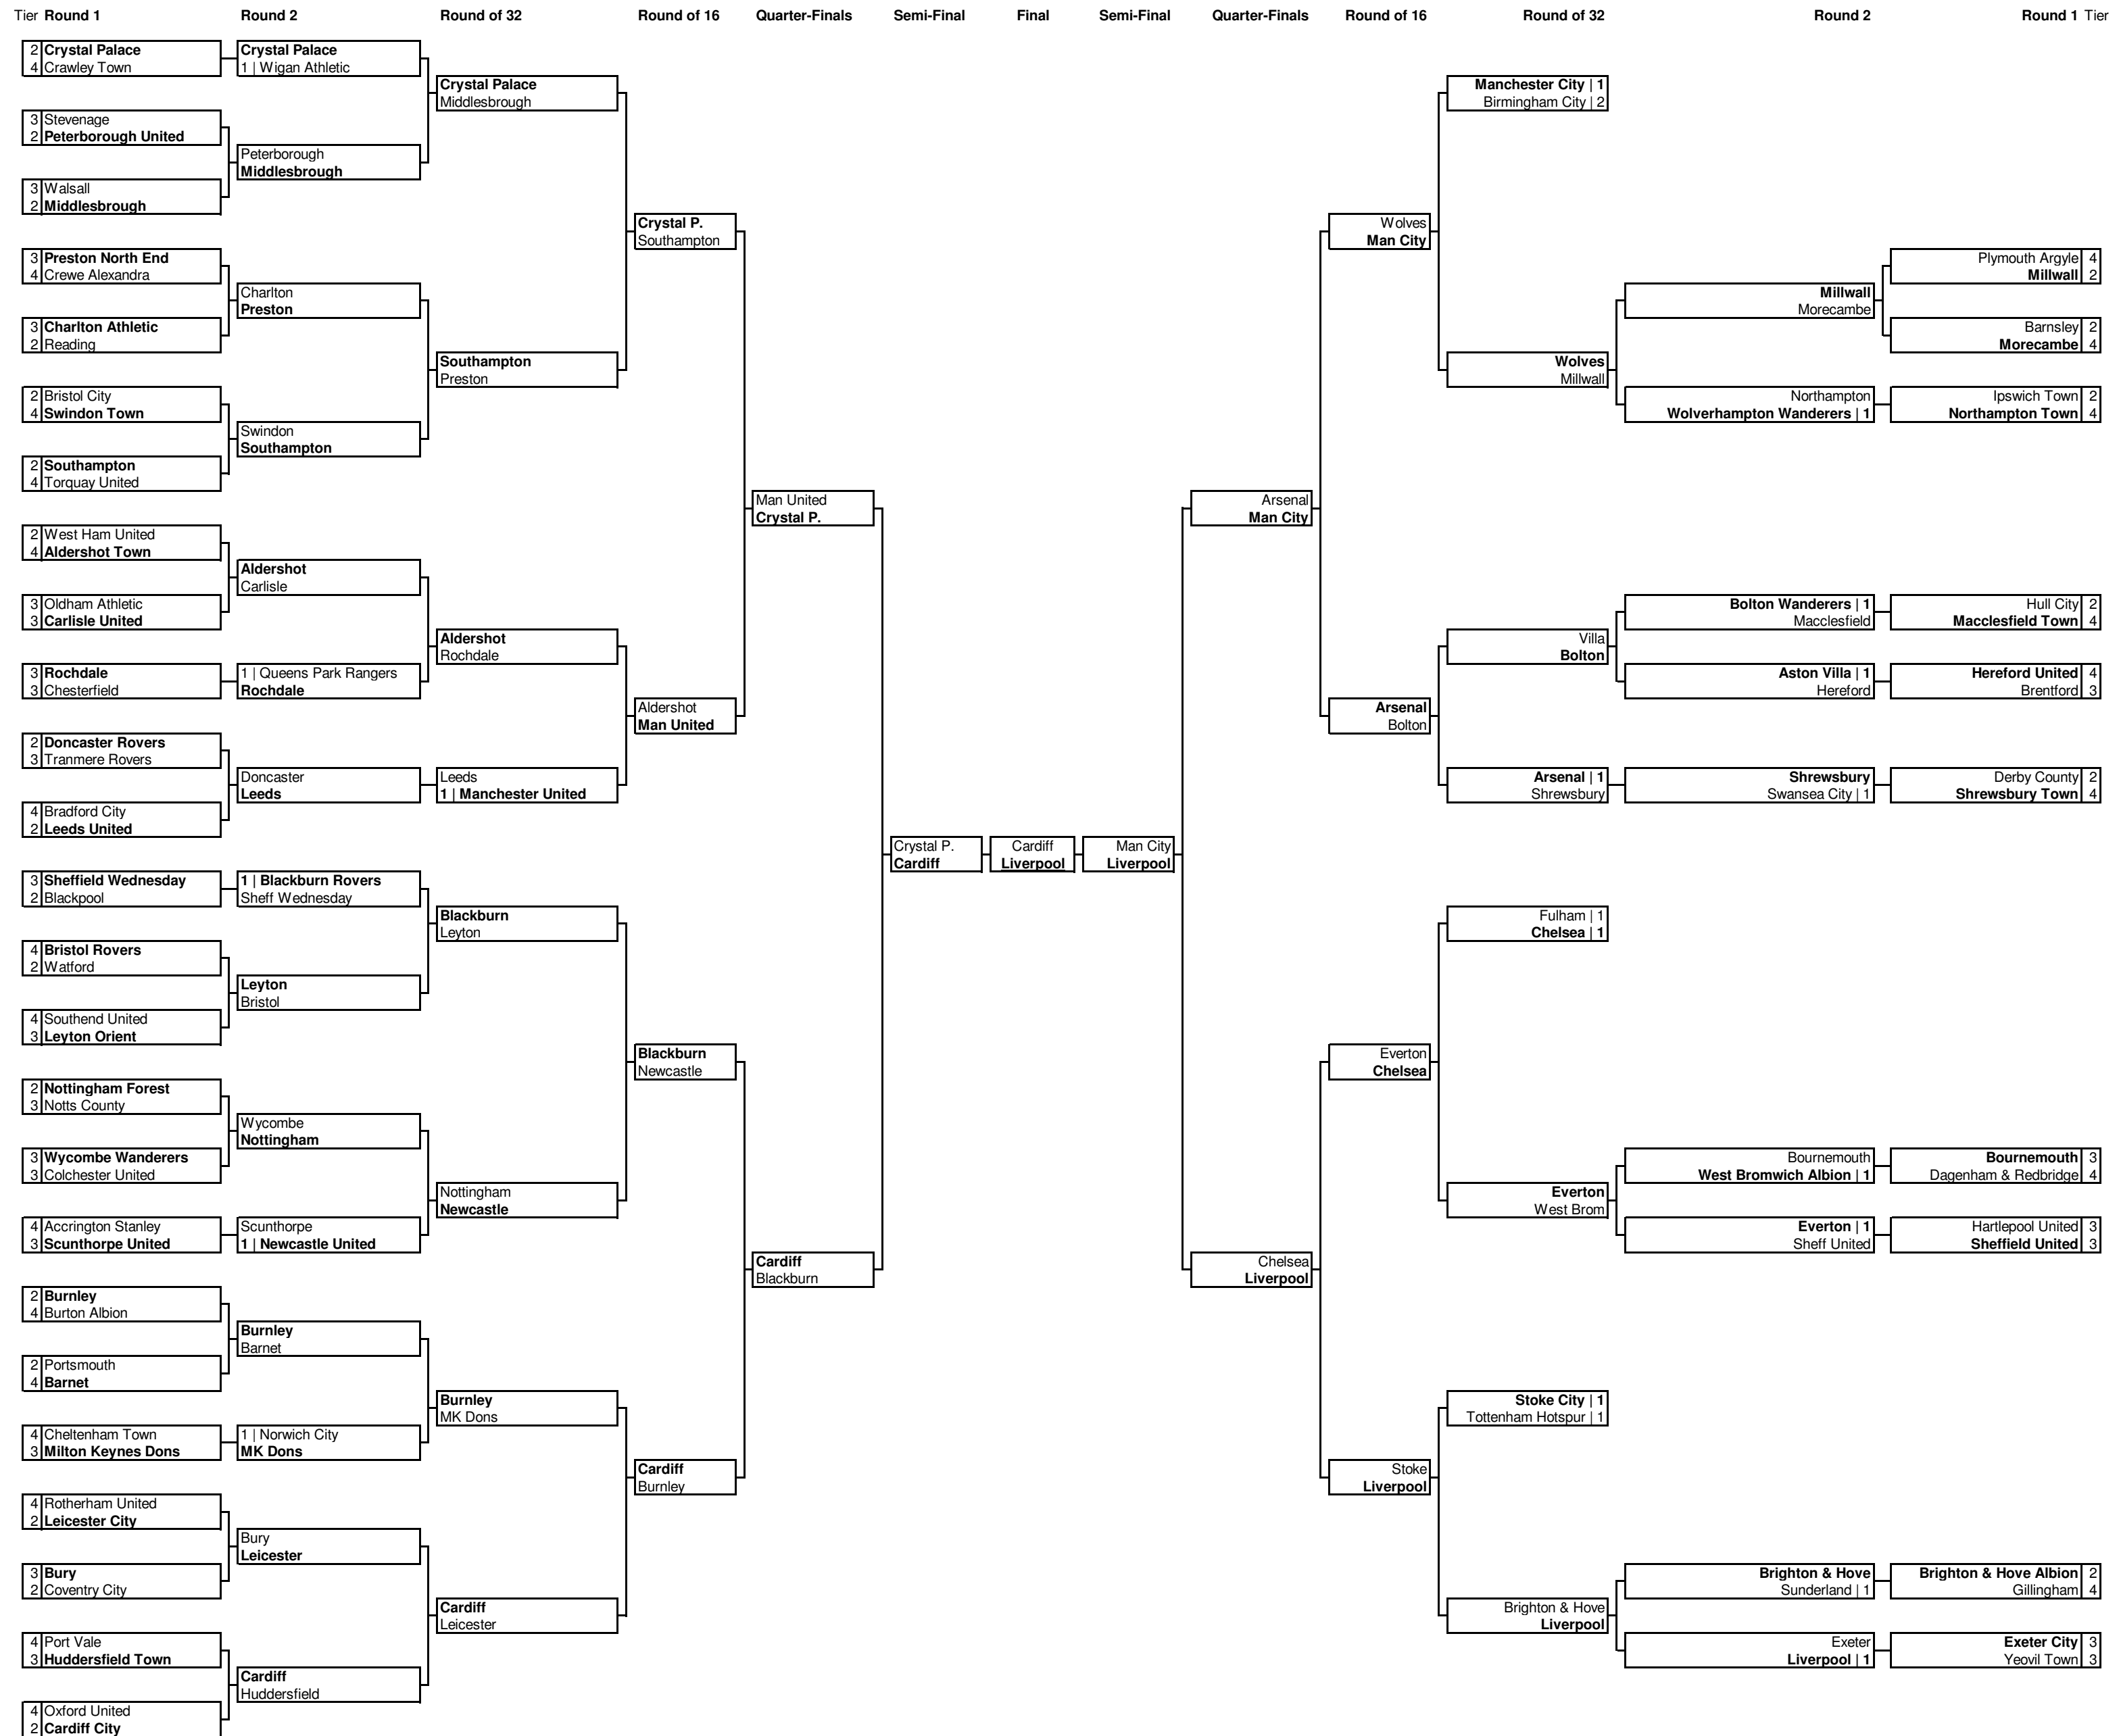 Tier Round 1 Round 2 Round of 32 Round of 16 Quarter-Finals Semi-Final Final Semi-Final Quarter-Finals Round of 16 Round of 32 Round 2 Round 1 Tier
2 Crystal Palace
4 Crawley Town
3 Stevenage
2 Peterborough United
3 Walsall
2 Middlesbrough
3 Preston North End
4 Crewe Alexandra
3 Charlton Athletic
2 Reading
2 Bristol City
4 Swindon Town
2 Southampton
4 Torquay United
2 West Ham United
4 Aldershot Town
3 Oldham Athletic
3 Carlisle United
3 Rochdale
3 Chesterfield
2 Doncaster Rovers
3 Tranmere Rovers
4 Bradford City
2 Leeds United
3 Sheffield Wednesday
2 Blackpool
4 Bristol Rovers
2 Watford
4 Southend United
3 Leyton Orient
2 Nottingham Forest
3 Notts County
3 Wycombe Wanderers
3 Colchester United
4 Accrington Stanley
3 Scunthorpe United
2 Burnley
4 Burton Albion
2 Portsmouth
4 Barnet
4 Cheltenham Town
3 Milton Keynes Dons
4 Rotherham United
2 Leicester City
3 Bury
2 Coventry City
4 Port Vale
3 Huddersfield Town
4 Oxford United
2 Cardiff City
Crystal Palace
1 | Wigan Athletic
Peterborough
Middlesbrough
Charlton
Preston
Swindon
Southampton
Aldershot
Carlisle
1 | Queens Park Rangers
Rochdale
Doncaster
Leeds
1 | Blackburn Rovers
Sheff Wednesday
Leyton
Bristol
Wycombe
Nottingham
Scunthorpe
1 | Newcastle United
Burnley
Barnet
1 | Norwich City
MK Dons
Bury
Leicester
Cardiff
Huddersfield
Crystal Palace
Middlesbrough
Southampton
Preston
Aldershot
Rochdale
Leeds
1 | Manchester United
Blackburn
Leyton
Nottingham
Newcastle
Burnley
MK Dons
Cardiff
Leicester
Crystal P.
Southampton
Aldershot
Man United
Blackburn
Newcastle
Cardiff
Burnley
Man United
Crystal P.
Cardiff
Blackburn
Crystal P.
Cardiff
Cardiff
Liverpool
Man City
Liverpool
Arsenal
Man City
Chelsea
Liverpool
Wolves
Man City
Arsenal
Bolton
Everton
Chelsea
Stoke
Liverpool
Manchester City | 1
Birmingham City | 2
Wolves
Millwall
Villa
Bolton
Arsenal | 1
Shrewsbury
Fulham | 1
Chelsea | 1
Everton
West Brom
Stoke City | 1
Tottenham Hotspur | 1
Brighton & Hove
Liverpool
Millwall
Morecambe
Northampton
Wolverhampton Wanderers | 1
Bolton Wanderers | 1
Macclesfield
Aston Villa | 1
Hereford
Shrewsbury
Swansea City | 1
Bournemouth
West Bromwich Albion | 1
Everton | 1
Sheff United
Brighton & Hove
Sunderland | 1
Exeter
Liverpool | 1
Plymouth Argyle 4
Millwall 2
Barnsley 2
Morecambe 4
Ipswich Town 2
Northampton Town 4
Hull City 2
Macclesfield Town 4
Hereford United 4
Brentford 3
Derby County 2
Shrewsbury Town 4
Bournemouth 3
Dagenham & Redbridge 4
Hartlepool United 3
Sheffield United 3
Brighton & Hove Albion 2
Gillingham 4
Exeter City 3
Yeovil Town 3